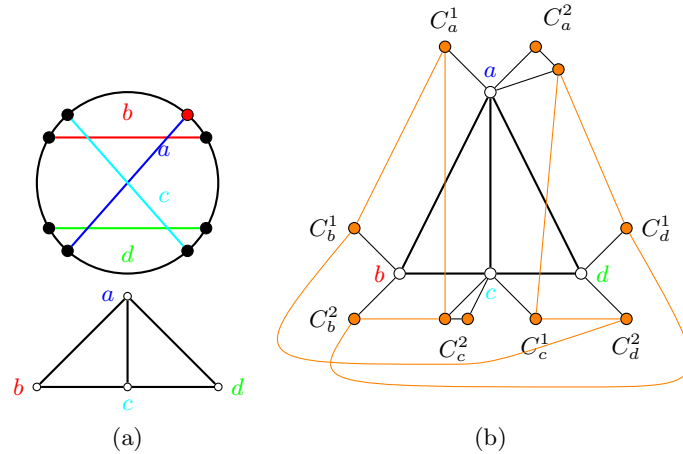 b
a
c
d
a
b
c
d
(a)
$C_a^1$ $C_a^2$
a
$C_b^1$ $C_d^1$
b c d
$C_b^2$ $C_c^2$ $C_c^1$ $C_d^2$
(b)